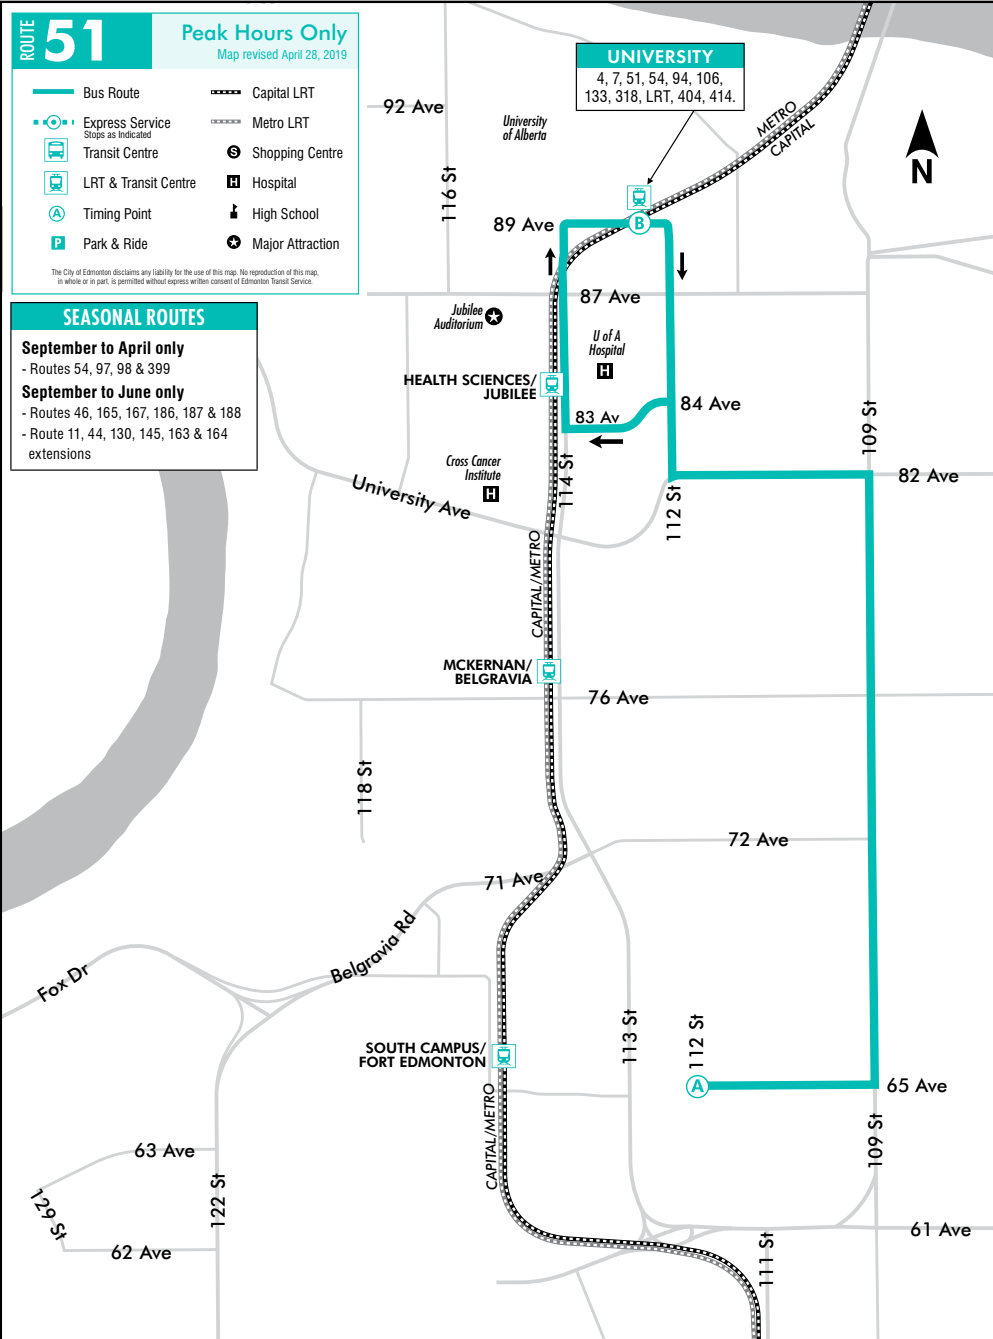 ROUTE
51
Peak Hours Only
Map revised April 28, 2019
Bus Route
Capital LRT
Express Service
Stops as Indicated
Metro LRT
Transit Centre
S
Shopping Centre
LRT & Transit Centre
H
Hospital
A
Timing Point
High School
P
Park & Ride
Major Attraction
The City of Edmonton disclaims any liability for the use of this map. No reproduction of this map,
in whole or in part, is permitted without express written consent of Edmonton Transit Service.
SEASONAL ROUTES
September to April only
- Routes 54, 97, 98 & 399
September to June only
- Routes 46, 165, 167, 186, 187 & 188
- Route 11, 44, 130, 145, 163 & 164
extensions
UNIVERSITY
4, 7, 51, 54, 94, 106,
133, 318, LRT, 404, 414.
92 Ave
University
of Alberta
METRO
CAPITAL
N
116 St
89 Ave
B
87 Ave
Jubilee
Auditorium
U of A
Hospital
H
HEALTH SCIENCES/
JUBILEE
83 Av
84 Ave
109 St
Cross Cancer
Institute
H
114 St
82 Ave
University Ave
112 St
CAPITAL/METRO
MCKERNAN/
BELGRAVIA
76 Ave
118 St
72 Ave
71 Ave
Belgravia Rd
Fox Dr
113 St
112 St
SOUTH CAMPUS/
FORT EDMONTON
A
65 Ave
CAPITAL/METRO
109 St
63 Ave
129 St
122 St
62 Ave
61 Ave
111 St